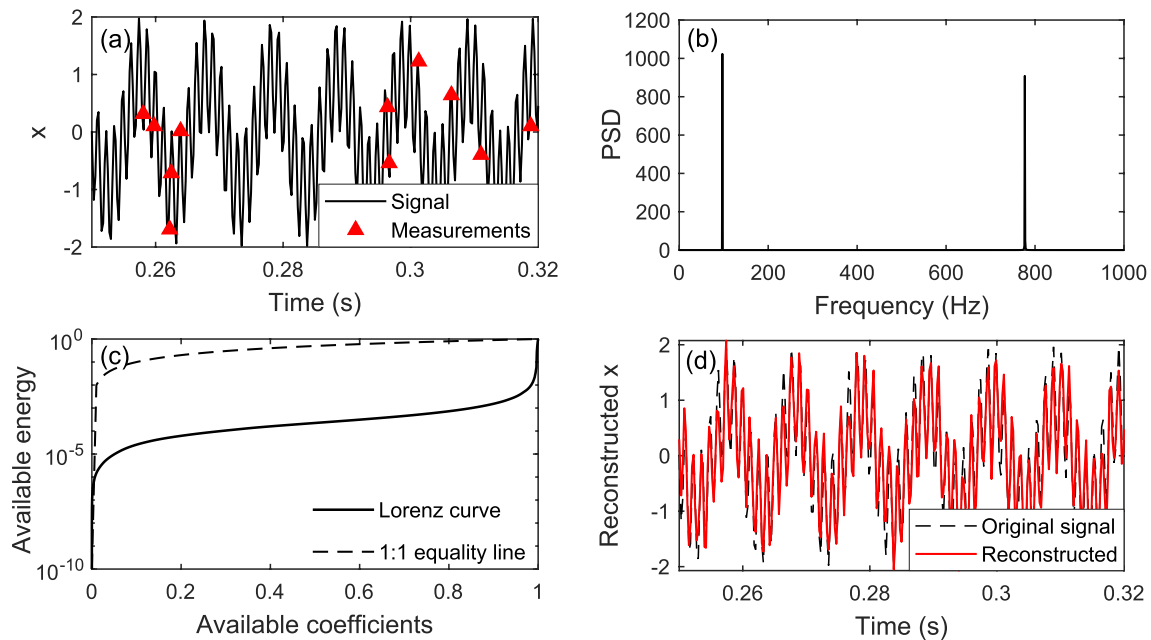 (a)
2
1
0
-1
-2
x
Signal
Measurements
0.26
0.28
0.3
0.32
Time (s)
(b)
1200
1000
800
600
400
200
0
PSD
0
200
400
600
800
1000
Frequency (Hz)
(c)
10^0
10^-5
10^-10
Available energy
Lorenz curve
1:1 equality line
0
0.2
0.4
0.6
0.8
1
Available coefficients
(d)
2
1
0
-1
-2
Reconstructed x
Original signal
Reconstructed
0.26
0.28
0.3
0.32
Time (s)